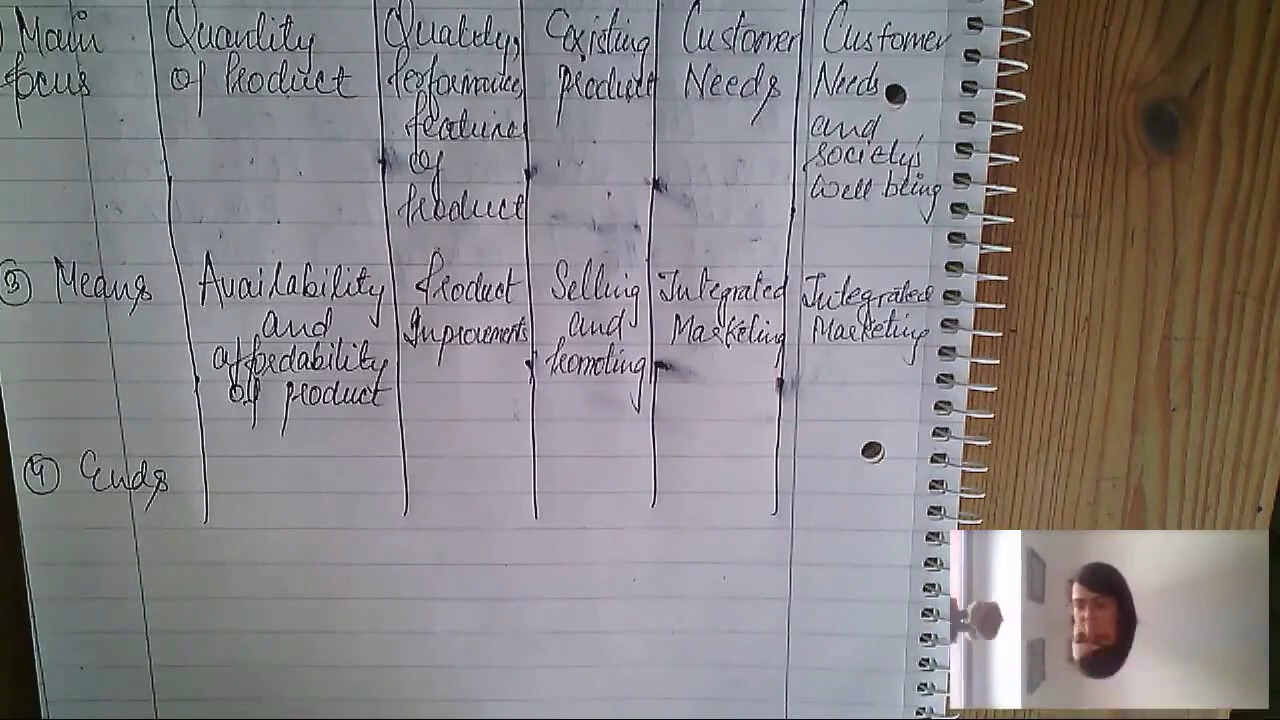 Main Quantity Quality, Existing Customer Customer
focus of Product Performance, product Needs Needs
features and
of society's
Product well being
③ Means Availability Product Selling Integrated Integrated
and Improvements and Marketing Marketing
affordability promoting
of product
④ Ends